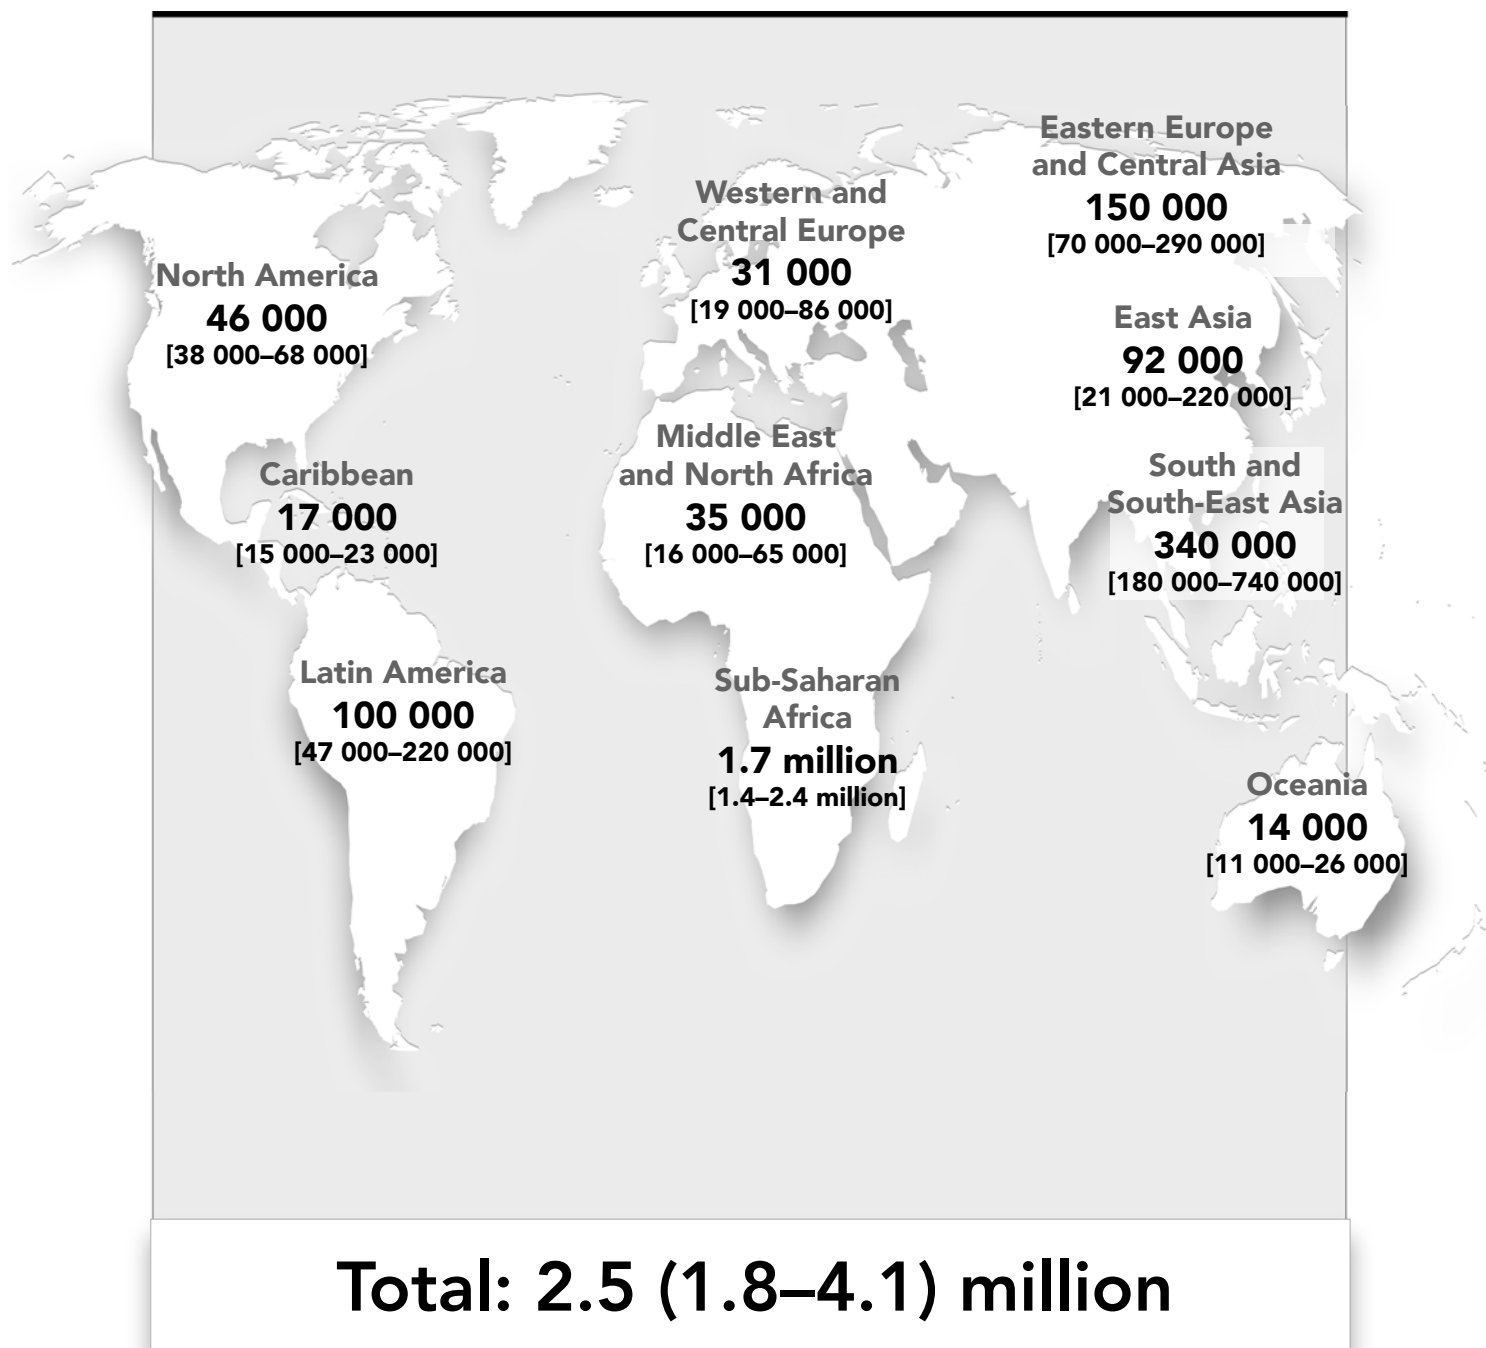 Eastern Europe
and Central Asia
150 000
[70 000–290 000]
Western and
Central Europe
31 000
[19 000–86 000]
North America
46 000
[38 000–68 000]
East Asia
92 000
[21 000–220 000]
Middle East
and North Africa
35 000
[16 000–65 000]
Caribbean
17 000
[15 000–23 000]
South and
South-East Asia
340 000
[180 000–740 000]
Latin America
100 000
[47 000–220 000]
Sub-Saharan
Africa
1.7 million
[1.4–2.4 million]
Oceania
14 000
[11 000–26 000]
Total: 2.5 (1.8–4.1) million